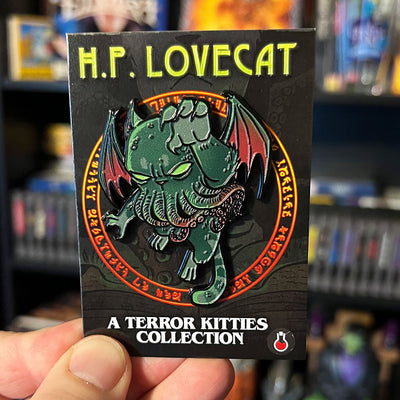 H.P. LOVECAT
A TERROR KITTIES
COLLECTION